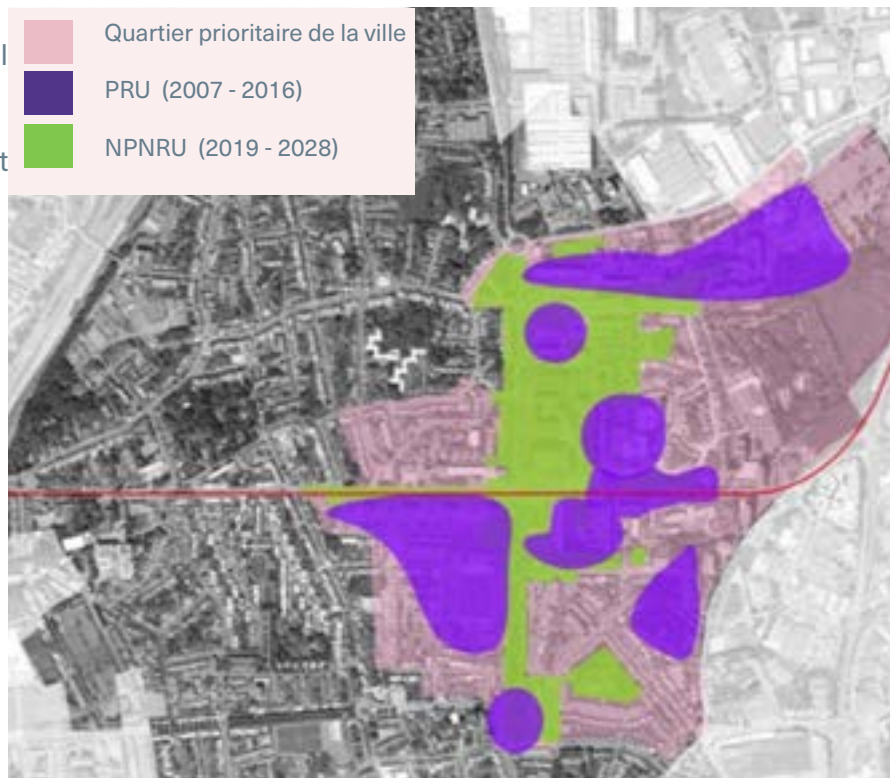 l
Quartier prioritaire de la ville
PRU (2007 - 2016)
t
NPNRU (2019 - 2028)